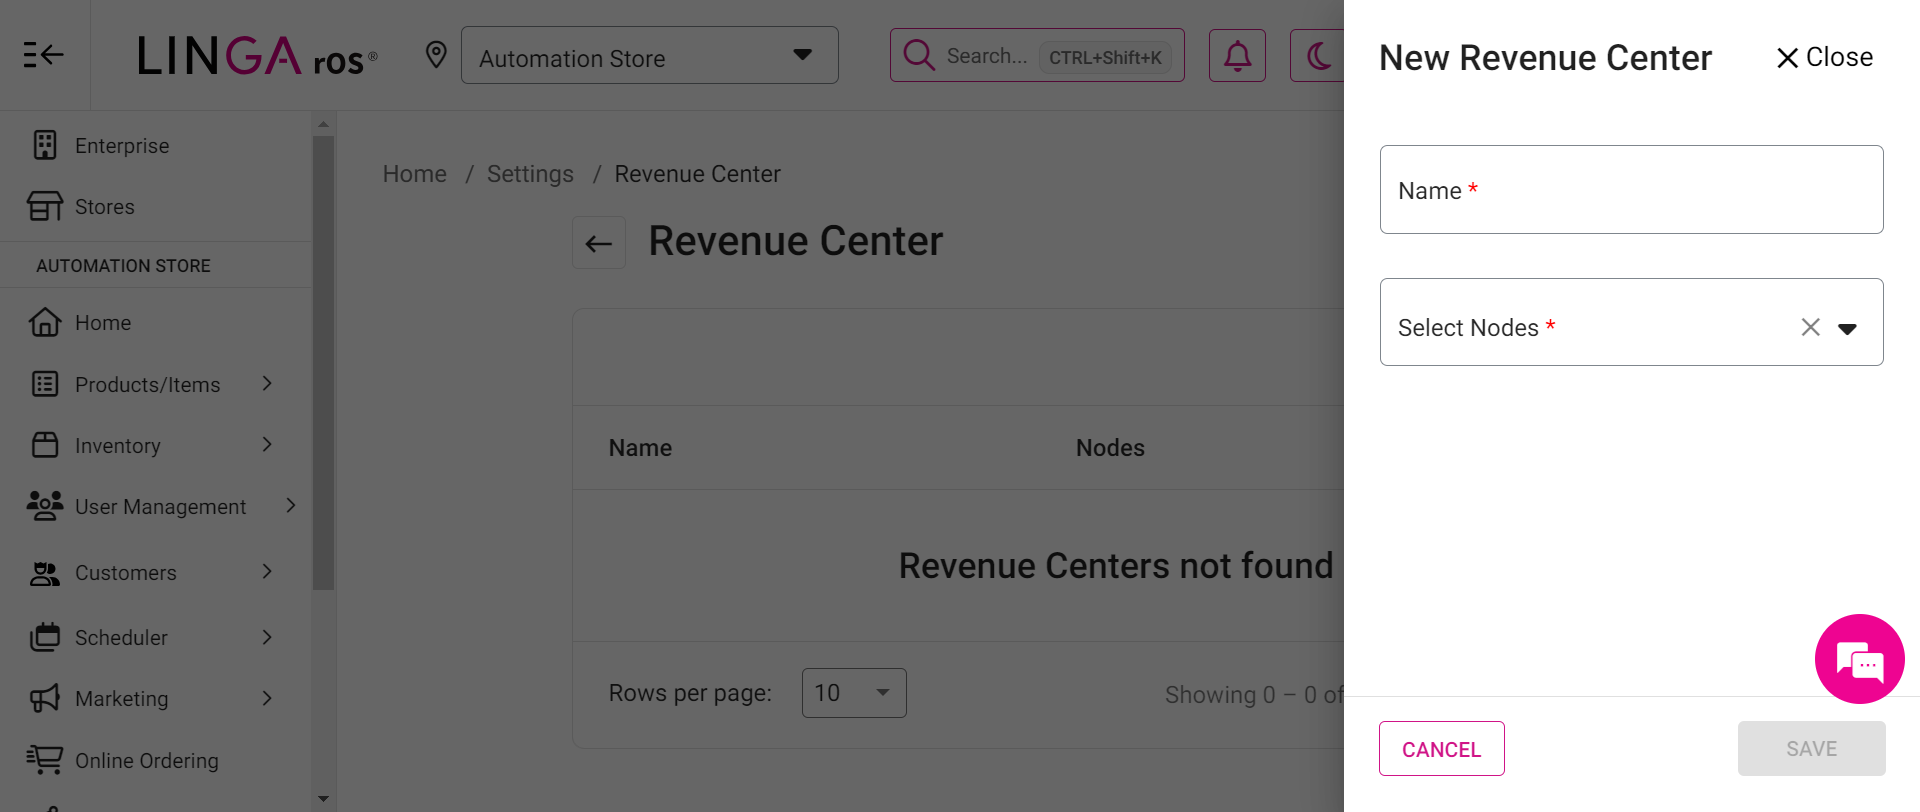 LINGA ros®
Automation Store
Search... CTRL+Shift+K
New Revenue Center
Close
Enterprise
Stores
AUTOMATION STORE
Home
Products/Items
Inventory
User Management
Customers
Scheduler
Marketing
Online Ordering
Home / Settings / Revenue Center
Revenue Center
Name Nodes
Revenue Centers not found
Rows per page: 10 Showing 0 – 0 of
Name *
Select Nodes *
CANCEL SAVE